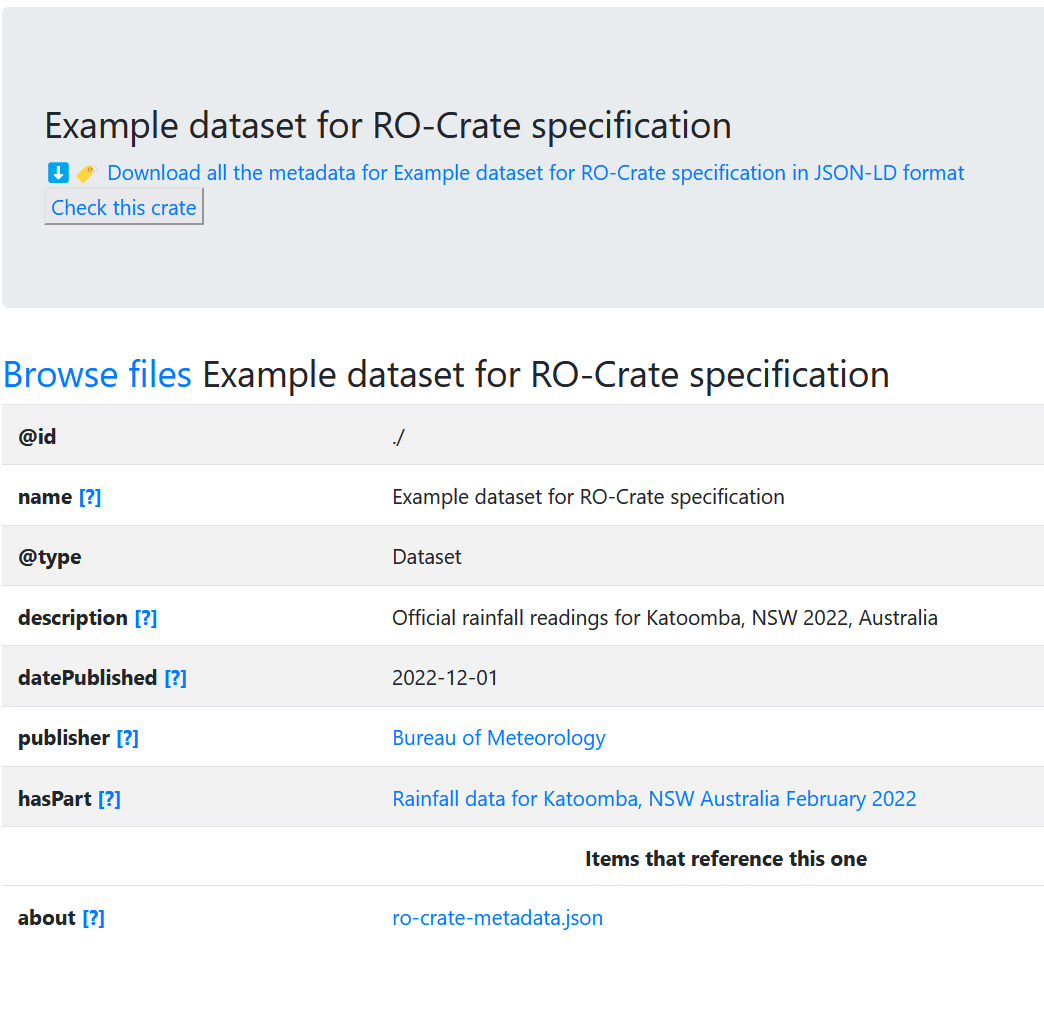 Example dataset for RO-Crate specification
⬇️🏷️ Download all the metadata for Example dataset for RO-Crate specification in JSON-LD format
Check this crate
Browse files Example dataset for RO-Crate specification
@id ./
name [?] Example dataset for RO-Crate specification
@type Dataset
description [?] Official rainfall readings for Katoomba, NSW 2022, Australia
datePublished [?] 2022-12-01
publisher [?] Bureau of Meteorology
hasPart [?] Rainfall data for Katoomba, NSW Australia February 2022
Items that reference this one
about [?] ro-crate-metadata.json